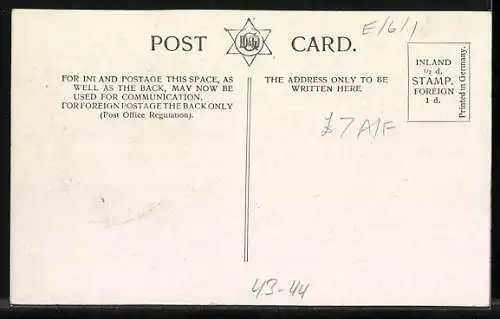 E/6/1
POST CARD.
FOR INLAND POSTAGE THIS SPACE, AS
WELL AS THE BACK, MAY NOW BE
USED FOR COMMUNICATION.
FOR FOREIGN POSTAGE THE BACK ONLY
(Post Office Regulation).
THE ADDRESS ONLY TO BE
WRITTEN HERE
INLAND
½ d.
STAMP.
FOREIGN
1 d.
Printed in Germany.
£7 A/F
43-44